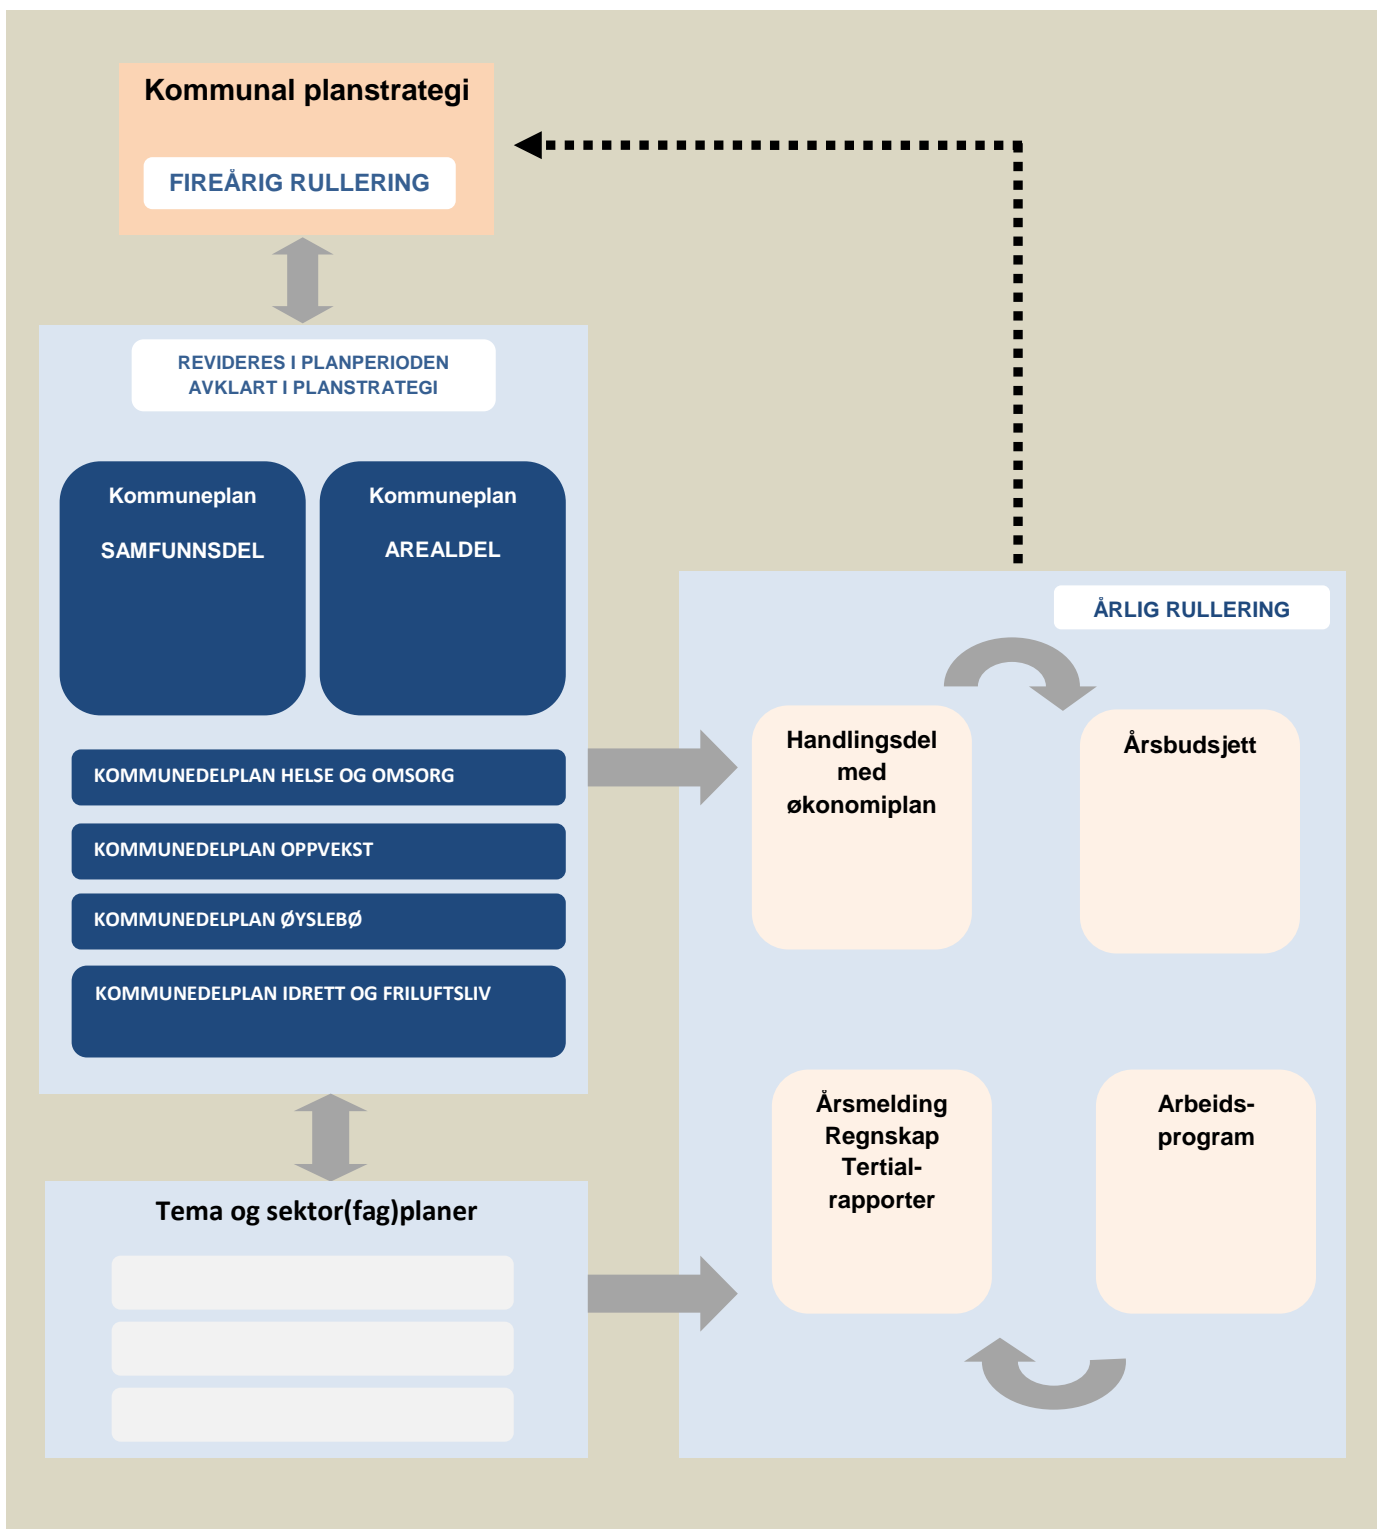 Kommunal planstrategi
FIREÅRIG RULLERING
REVIDERES I PLANPERIODEN
AVKLART I PLANSTRATEGI
Kommuneplan
SAMFUNNSDEL
Kommuneplan
AREALDEL
KOMMUNEDELPLAN HELSE OG OMSORG
KOMMUNEDELPLAN OPPVEKST
KOMMUNEDELPLAN ØYSLEBØ
KOMMUNEDELPLAN IDRETT OG FRILUFTSLIV
Tema og sektor(fag)planer
ÅRLIG RULLERING
Handlingsdel
med
økonomiplan
Årsbudsjett
Årsmelding
Regnskap
Tertial-
rapporter
Arbeids-
program